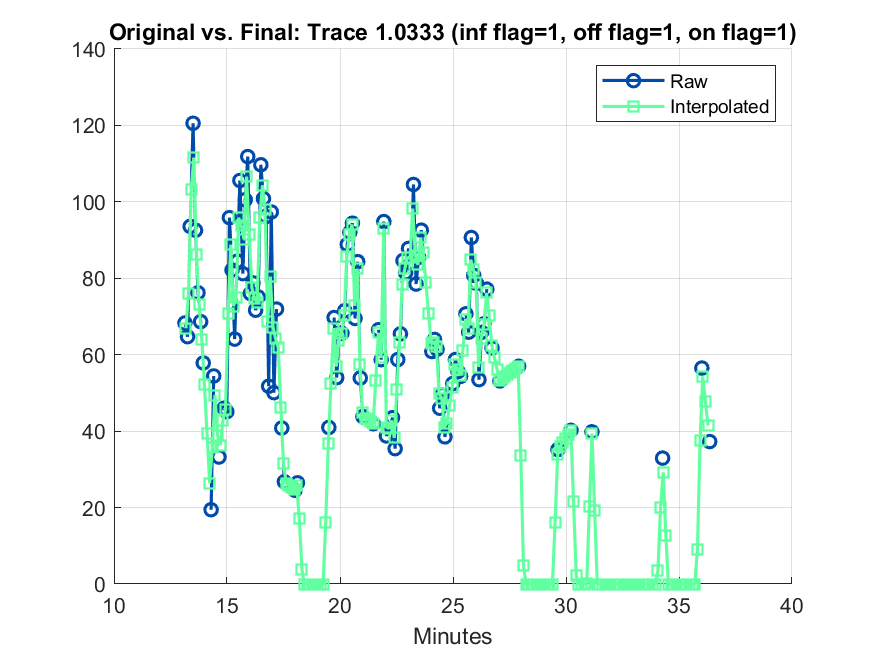 Original vs. Final: Trace 1.0333 (inf flag=1, off flag=1, on flag=1)
140
120
100
80
60
40
20
0
Raw
Interpolated
10 15 20 25 30 35 40
Minutes